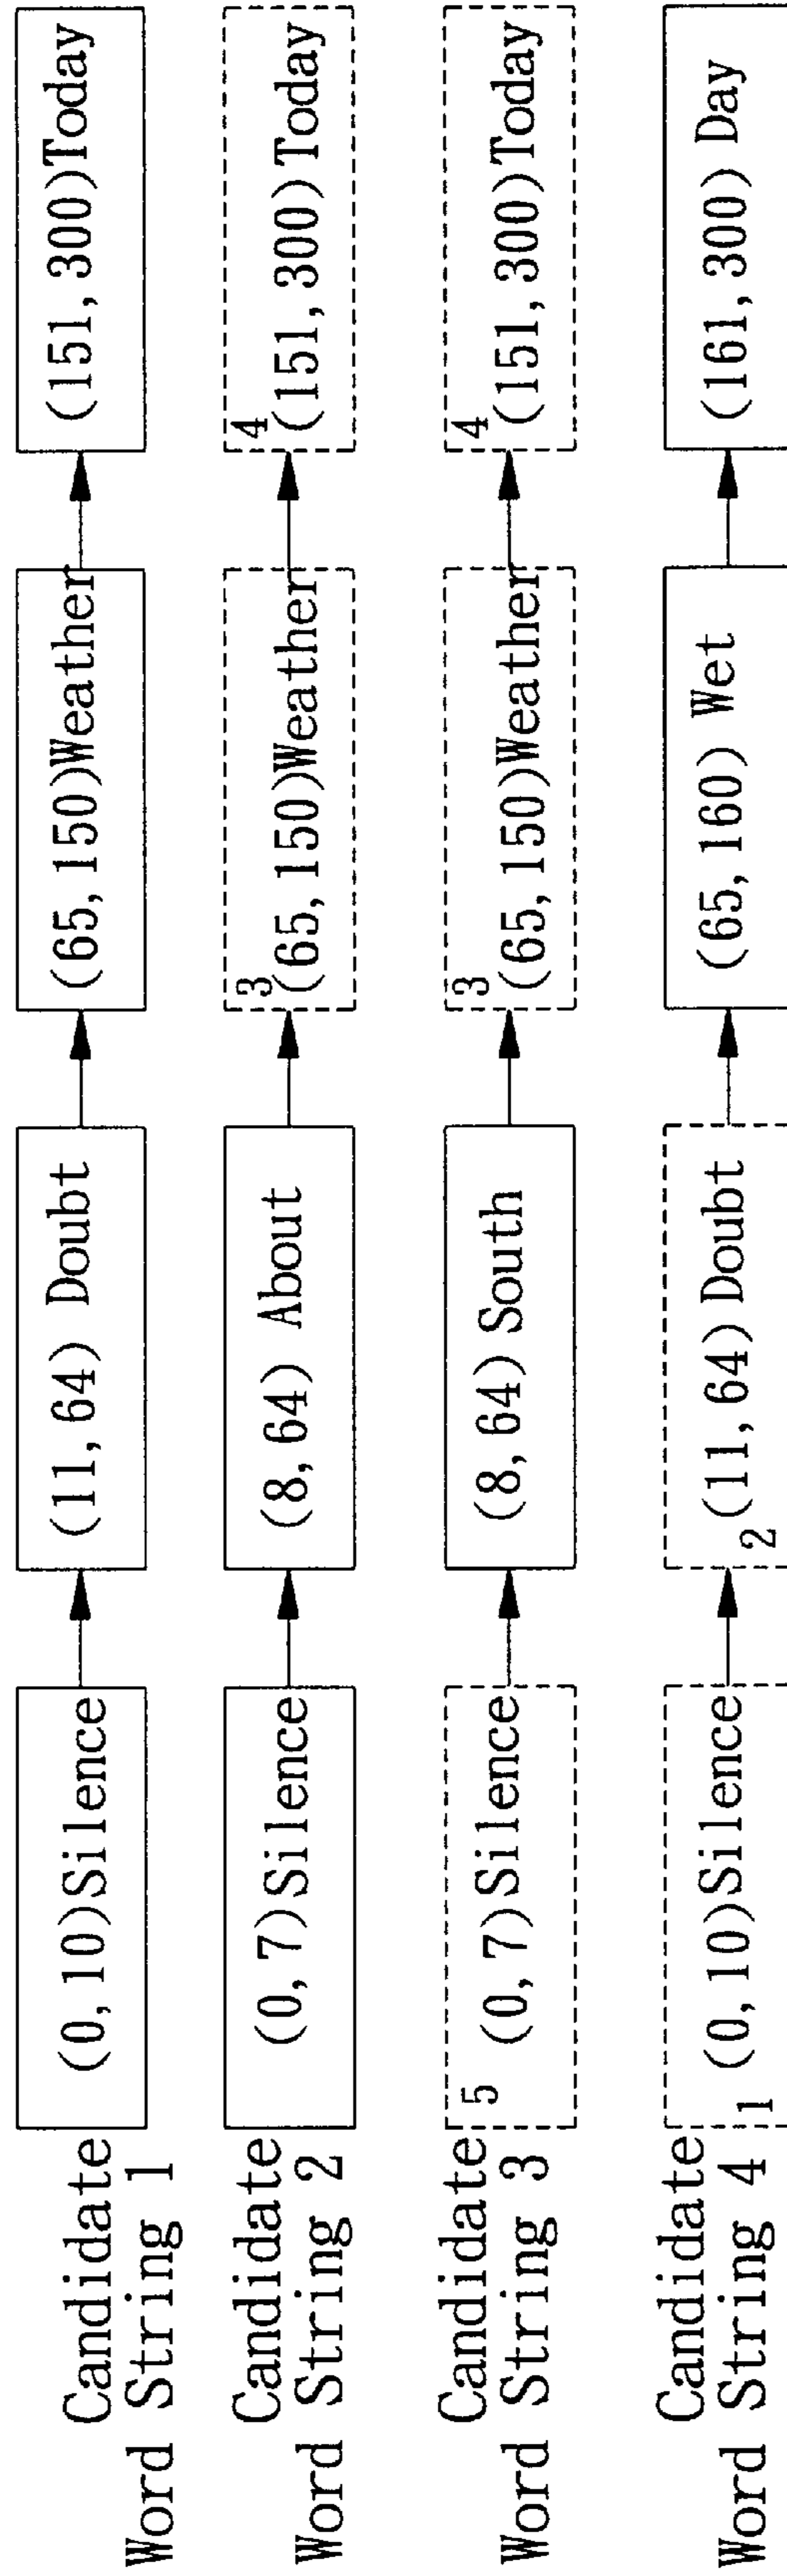 Candidate
Word String 1
(0, 10)Silence
(11, 64) Doubt
(65, 150)Weather
(151, 300)Today
Candidate
Word String 2
(0, 7)Silence
(8, 64) About
3
(65, 150)Weather
4
(151, 300)Today
Candidate
Word String 3
5
(0, 7)Silence
(8, 64) South
3
(65, 150)Weather
4
(151, 300)Today
Candidate
Word String 4
1
(0, 10)Silence
2
(11, 64)Doubt
(65, 160) Wet
(161, 300) Day